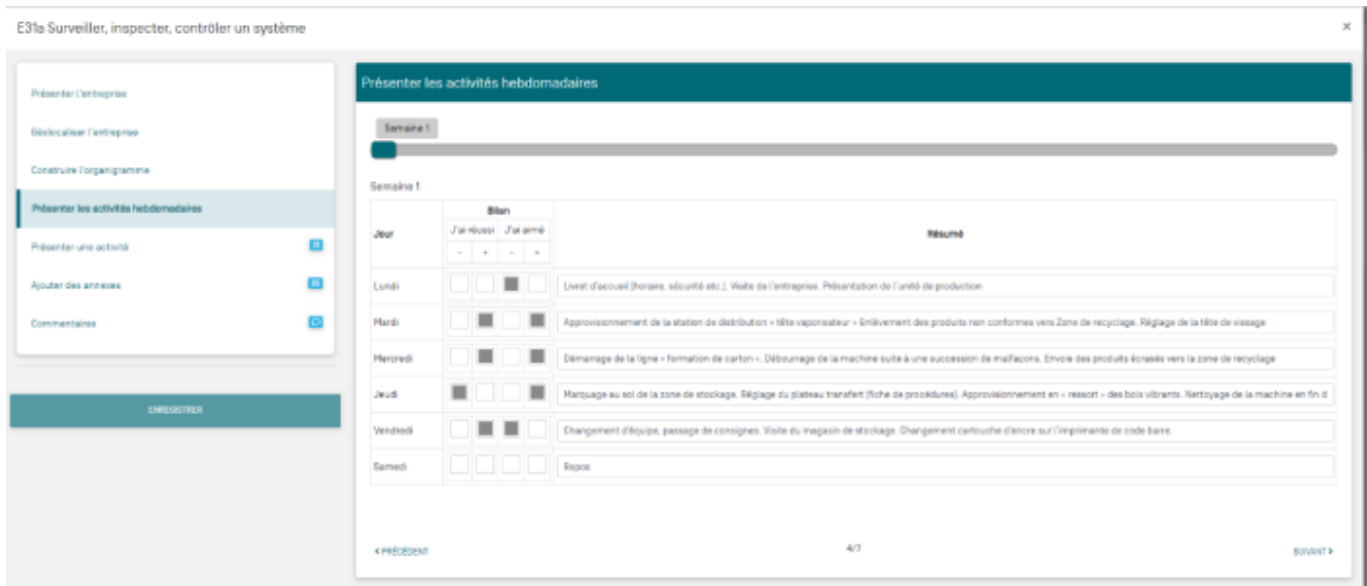 E31a Surveiller, inspecter, contrôler un système
×
Présenter l'entreprise
Géolocaliser l'entreprise
Construire l'organigramme
Présenter les activités hebdomadaires
Présenter une activité
Ajouter des annexes
Commentaires
ENREGISTRER
Présenter les activités hebdomadaires
Semaine 1
Semaine 1
Jour Bilan Résumé
J'ai réussi J'ai aimé
- + - +
Lundi Livret d'accueil (horaire, sécurité etc.). Visite de l'entreprise. Présentation de l'unité de production
Mardi Approvisionnement de la station de distribution « tête vaporisateur » Enlèvement des produits non conformes vers Zone de recyclage. Réglage de la tête de vissage
Mercredi Démarrage de la ligne « formation de carton ». Débourrage de la machine suite à une succession de malfaçons. Envoie des produits écrasés vers la zone de recyclage
Jeudi Marquage au sol de la zone de stockage. Réglage du plateau transfert (fiche de procédures). Approvisionnement en « ressort » des bols vibrants. Nettoyage de la machine en fin d
Vendredi Changement d'équipe, passage de consignes. Visite du magasin de stockage. Changement cartouche d'encre sur l'imprimante de code barre.
Samedi Repos
< PRÉCÉDENT 4/7 SUIVANT >